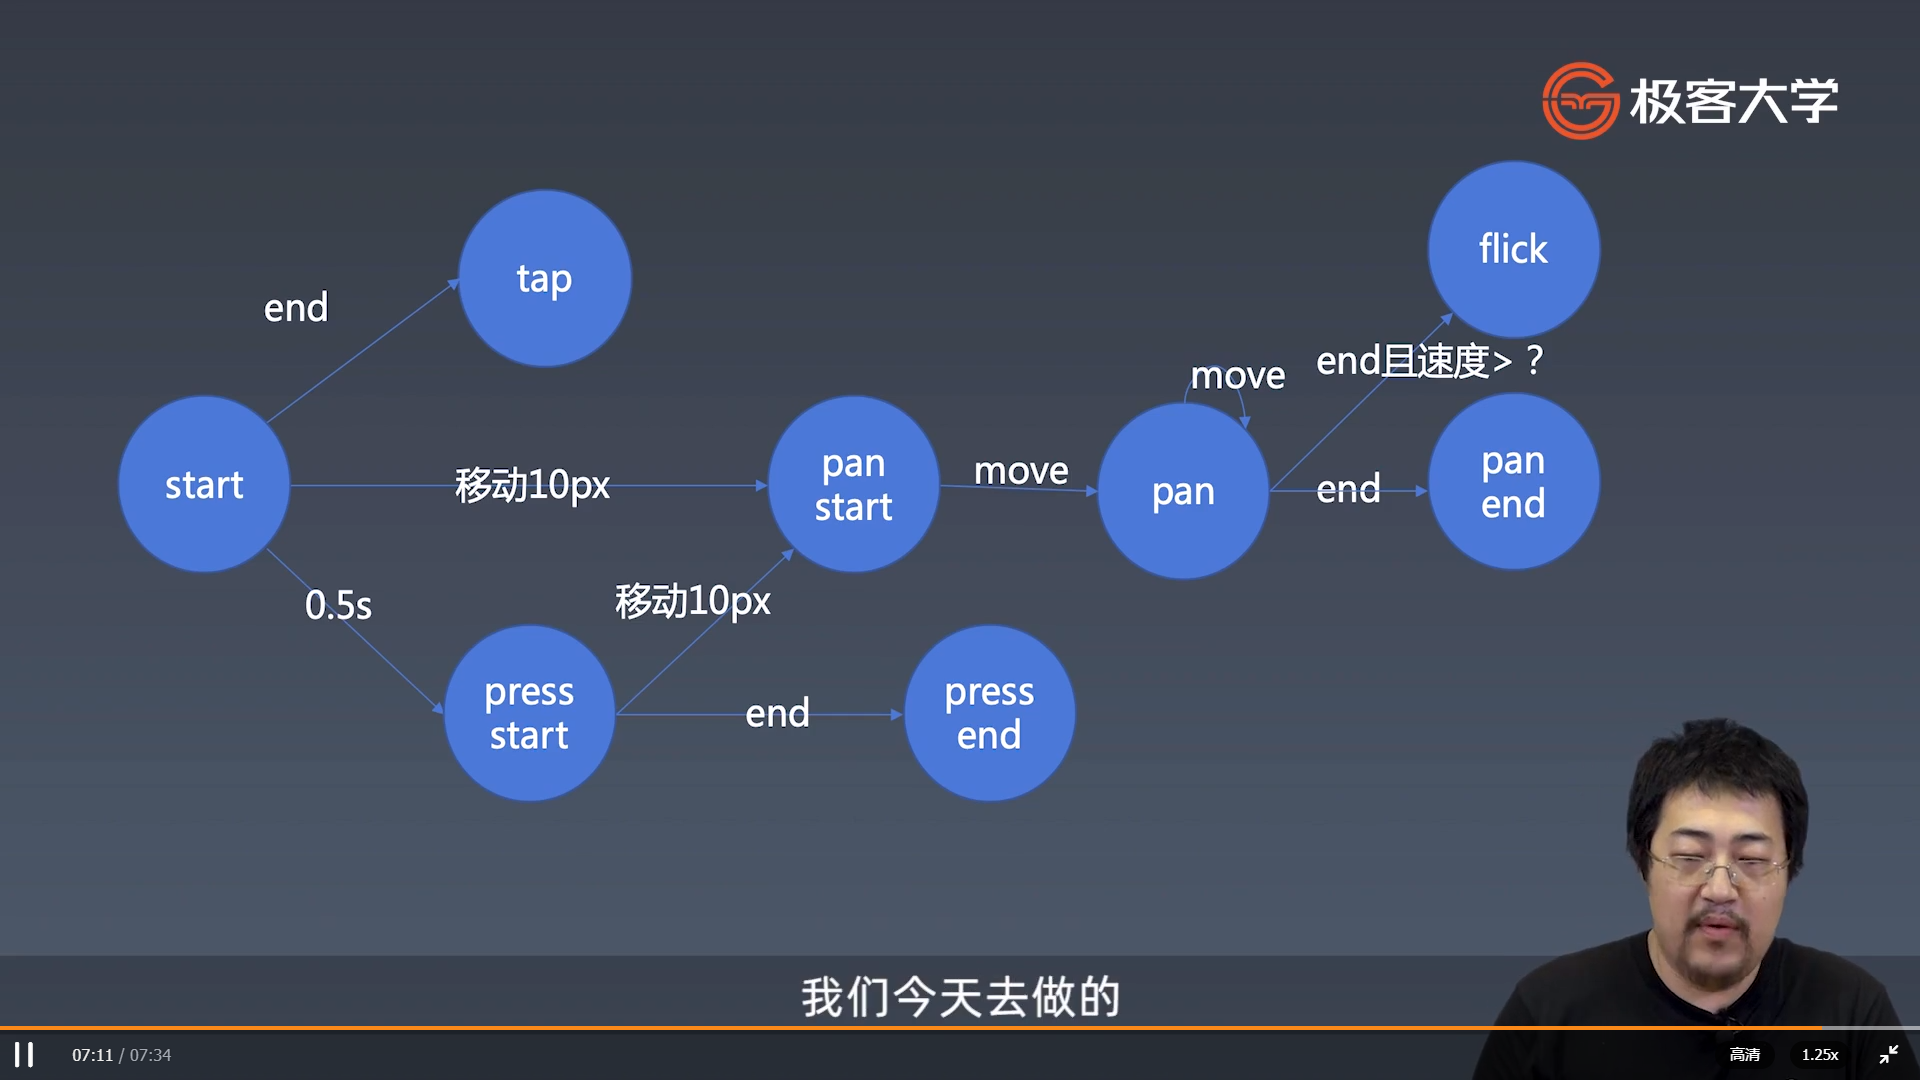 极客大学
flick
tap
end
end且速度>？
move
start
移动10px
pan
start
move
pan
end
pan
end
0.5s
移动10px
press
start
end
press
end
我们今天去做的
07:11 / 07:34
高清
1.25x